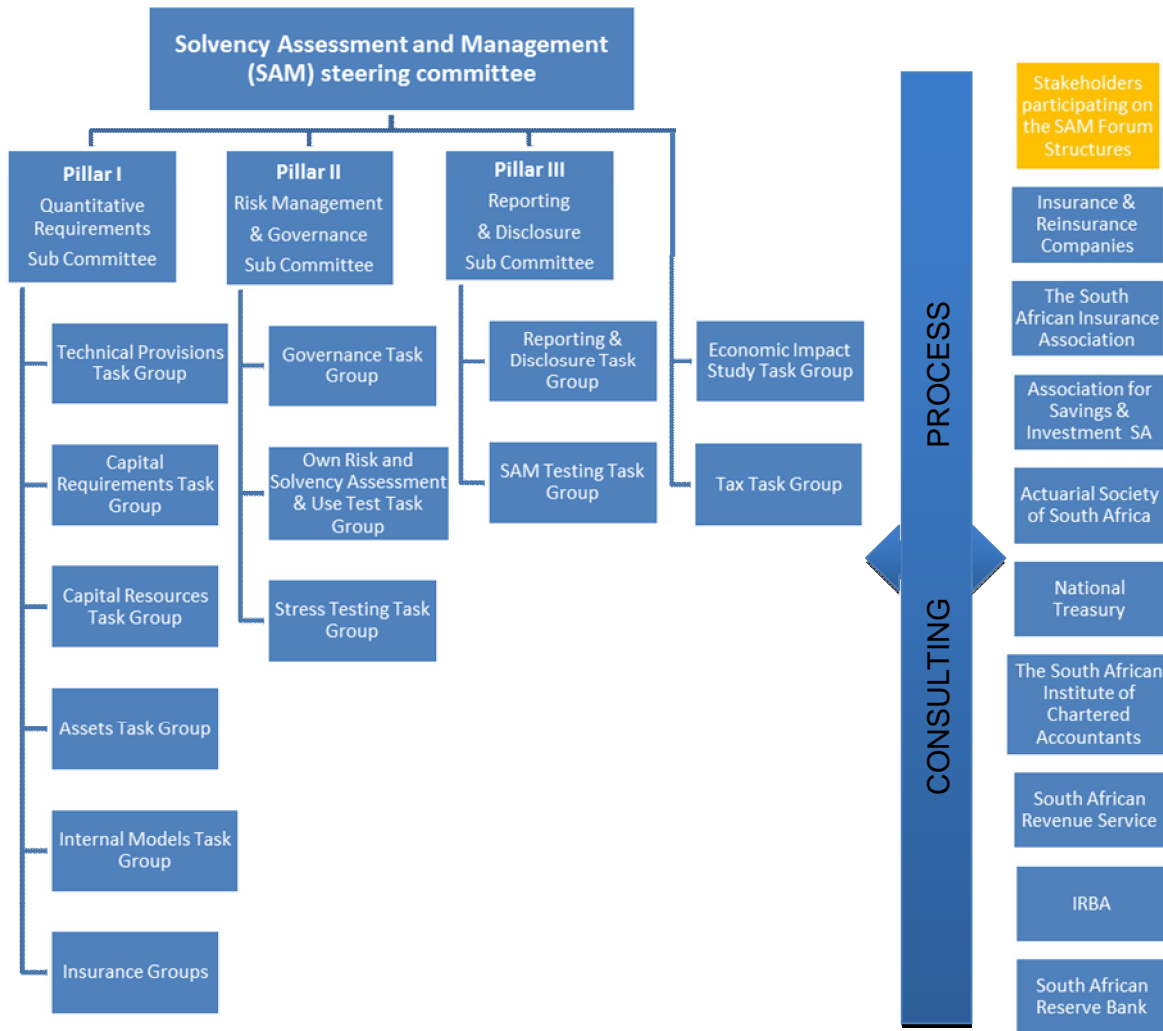 Solvency Assessment and Management
(SAM) steering committee
Pillar I
Quantitative
Requirements
Sub Committee
Pillar II
Risk Management
& Governance
Sub Committee
Pillar III
Reporting
& Disclosure
Sub Committee
Technical Provisions
Task Group
Capital
Requirements Task
Group
Capital Resources
Task Group
Assets Task Group
Internal Models Task
Group
Insurance Groups
Governance Task
Group
Own Risk and
Solvency Assessment
& Use Test Task
Group
Stress Testing Task
Group
Reporting &
Disclosure Task
Group
SAM Testing Task
Group
Economic Impact
Study Task Group
Tax Task Group
CONSULTING PROCESS
Stakeholders
participating on
the SAM Forum
Structures
Insurance &
Reinsurance
Companies
The South
African Insurance
Association
Association for
Savings &
Investment SA
Actuarial Society
of South Africa
National
Treasury
The South African
Institute of
Chartered
Accountants
South African
Revenue Service
IRBA
South African
Reserve Bank